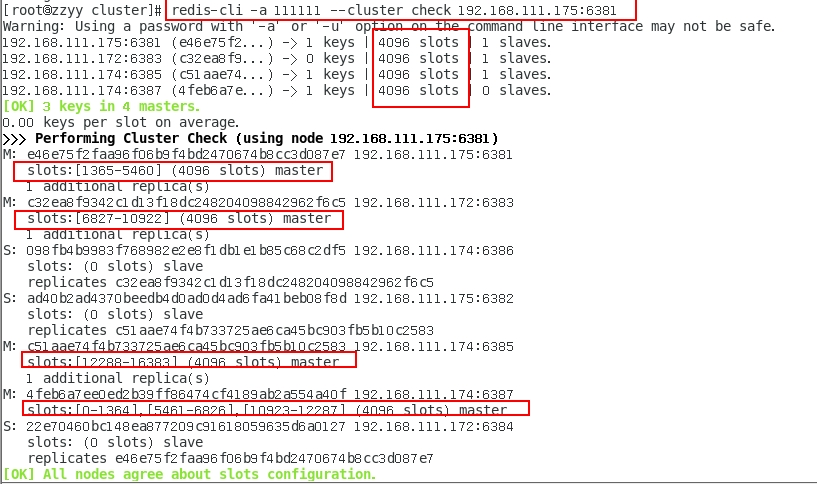 [root@zzyy cluster]# redis-cli -a 111111 --cluster check 192.168.111.175:6381
Warning: Using a password with '-a' or '-u' option on the command line interface may not be safe.
192.168.111.175:6381 (e46e75f2...) -> 1 keys | 4096 slots | 1 slaves.
192.168.111.172:6383 (c32ea8f9...) -> 0 keys | 4096 slots | 1 slaves.
192.168.111.174:6385 (c51aae74...) -> 1 keys | 4096 slots | 1 slaves.
192.168.111.174:6387 (4feb6a7e...) -> 1 keys | 4096 slots | 0 slaves.
[OK] 3 keys in 4 masters.
0.00 keys per slot on average.
>>> Performing Cluster Check (using node 192.168.111.175:6381)
M: e46e75f2faa96f06b9f4bd2470674b8cc3d087e7 192.168.111.175:6381
slots:[1365-5460] (4096 slots) master
1 additional replica(s)
M: c32ea8f9342c1d13f18dc248204098842962f6c5 192.168.111.172:6383
slots:[6827-10922] (4096 slots) master
1 additional replica(s)
S: 098fb4b9983f768982e2e8f1db1e1b85c68c2df5 192.168.111.174:6386
slots: (0 slots) slave
replicates c32ea8f9342c1d13f18dc248204098842962f6c5
S: ad40b2ad4370beedb4d0ad0d4ad6fa41beb08f8d 192.168.111.175:6382
slots: (0 slots) slave
replicates c51aae74f4b733725ae6ca45bc903fb5b10c2583
M: c51aae74f4b733725ae6ca45bc903fb5b10c2583 192.168.111.174:6385
slots:[12288-16383] (4096 slots) master
1 additional replica(s)
M: 4feb6a7ee0ed2b39ff86474cf4189ab2a554a40f 192.168.111.174:6387
slots:[0-1364],[5461-6826],[10923-12287] (4096 slots) master
S: 22e70460bc148ea877209c91618059635d6a0127 192.168.111.172:6384
slots: (0 slots) slave
replicates e46e75f2faa96f06b9f4bd2470674b8cc3d087e7
[OK] All nodes agree about slots configuration.